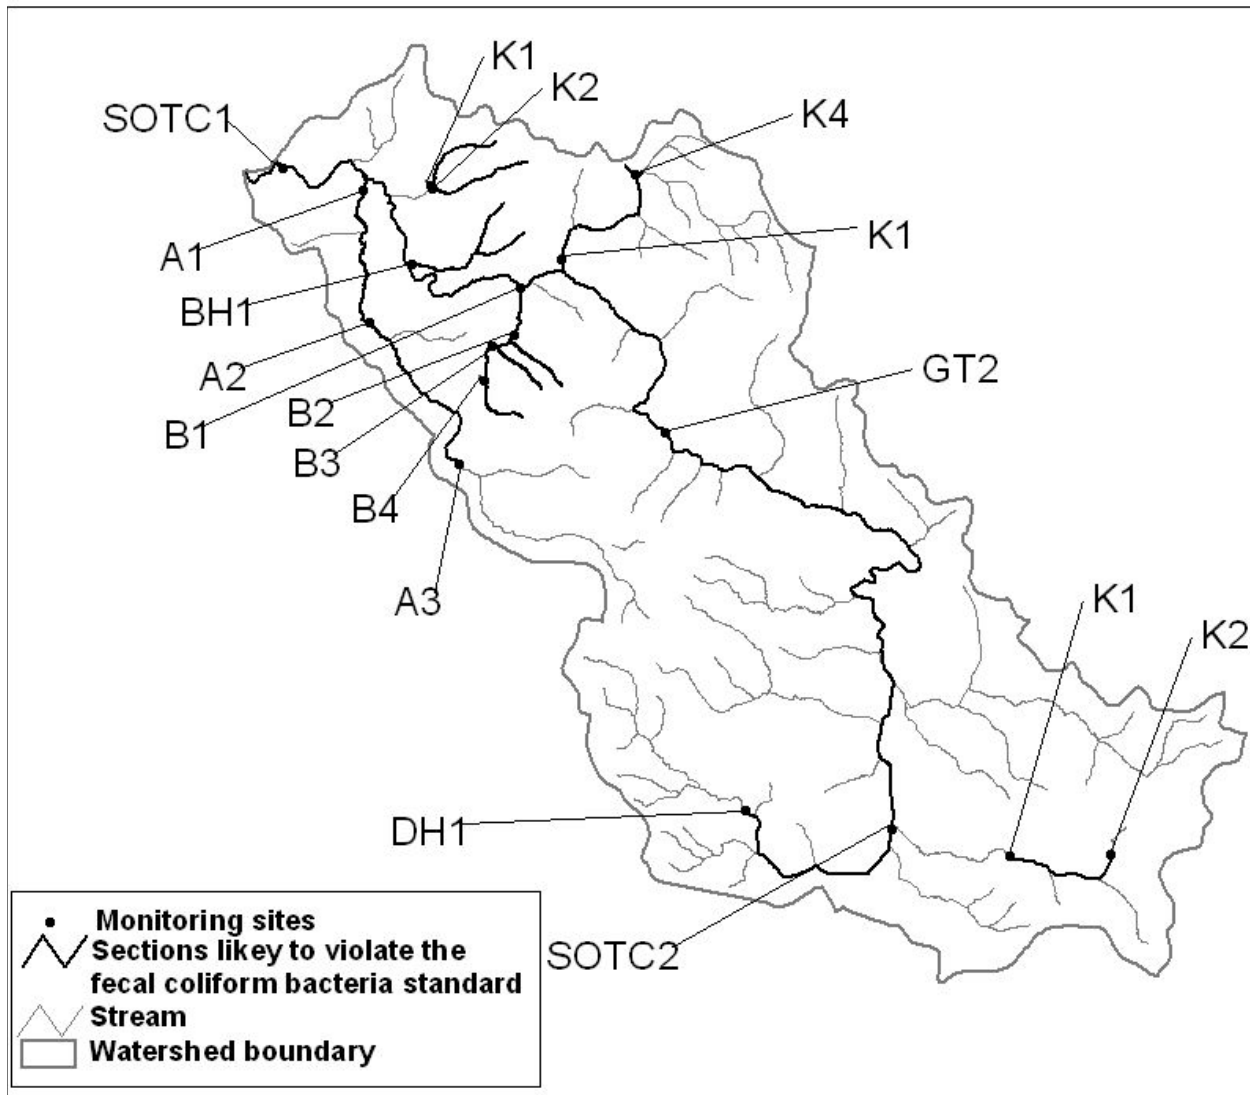 K1
K2
SOTC1
K4
K1
A1
BH1
A2
GT2
B2
B1
B3
B4
A3
K1
K2
DH1
SOTC2
Monitoring sites
Sections likey to violate the
fecal coliform bacteria standard
Stream
Watershed boundary